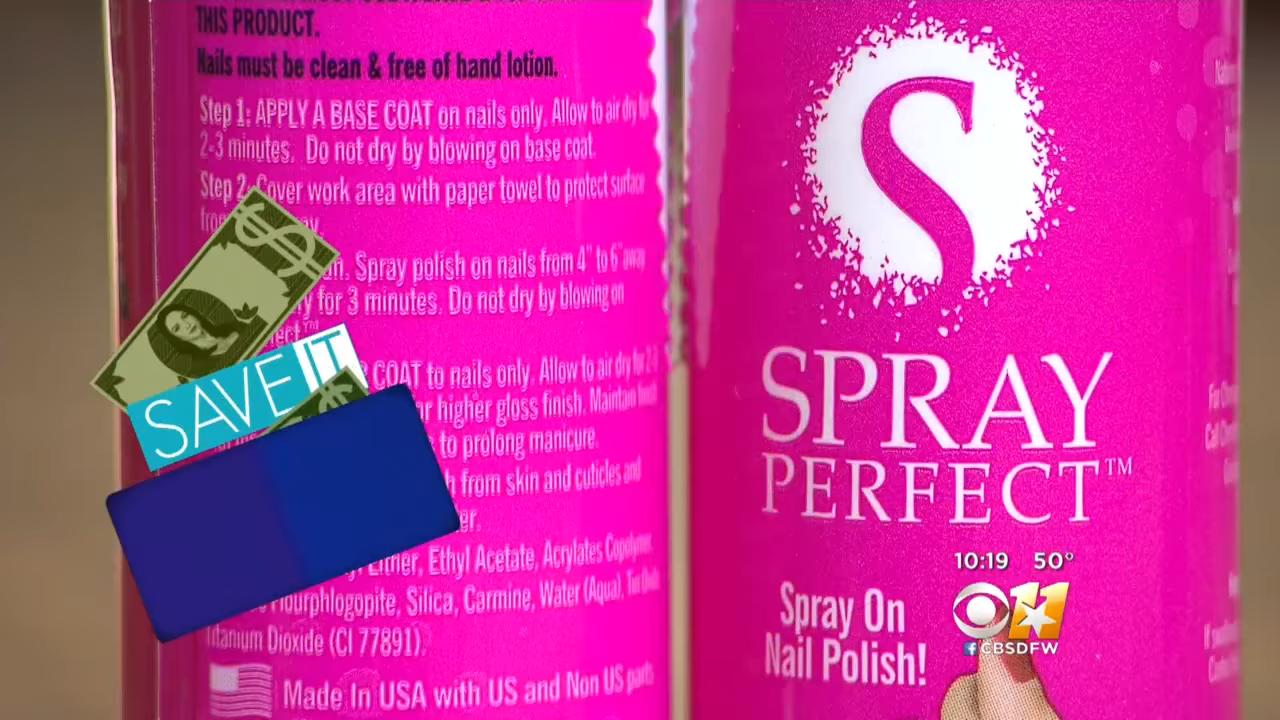 THIS PRODUCT.
Nails must be clean & free of hand lotion.
Step 1: APPLY A BASE COAT on nails only. Allow to air dry for
2-3 minutes. Do not dry by blowing on base coat.
Step 2: Cover work area with paper towel to protect surface
Spray polish on nails from 4" to 6" away
for 3 minutes. Do not dry by blowing on
COAT to nails only. Allow to air dry for 2-3
higher gloss finish. Maintain
to prolong manicure.
from skin and cuticles and
Ether, Ethyl Acetate, Acrylates Copolymer,
Silica, Carmine, Water (Aqua),
Titanium Dioxide (CI 77891).
Made In USA with US and Non US parts
$
SAVE IT
S
SPRAY
PERFECT™
Spray On
Nail Polish!
10:19 50°
CBS 11
f CBSDFW